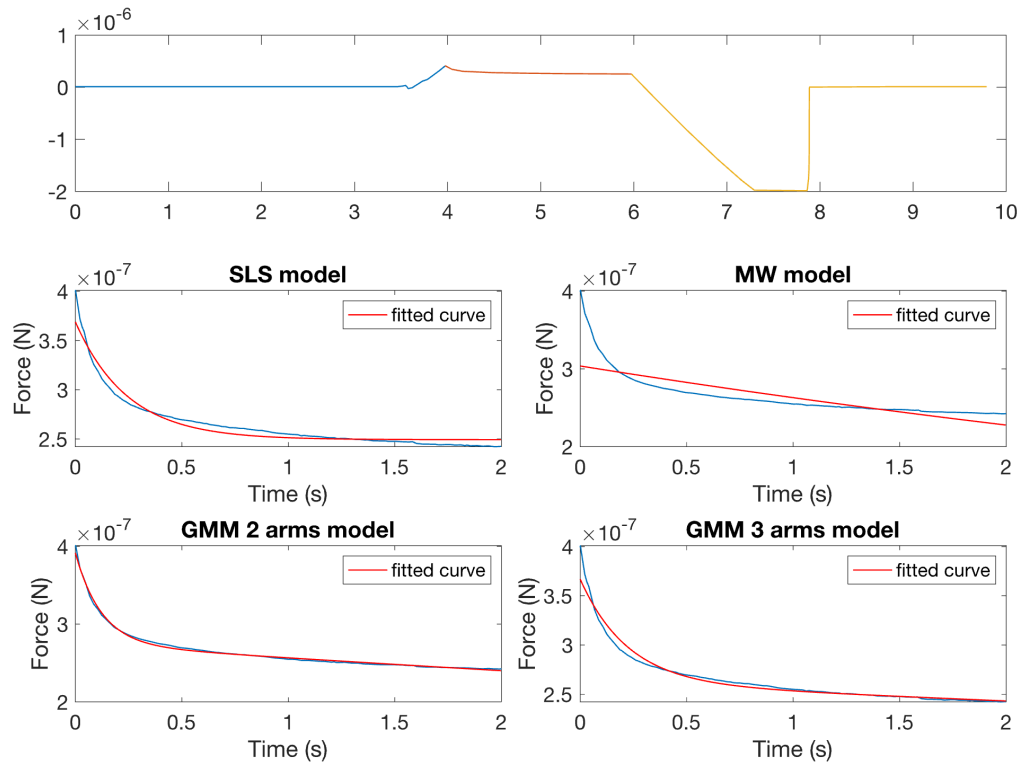 ×10⁻⁶
1
0
-1
-2
0 1 2 3 4 5 6 7 8 9 10
SLS model
×10⁻⁷
4
3.5
3
2.5
Force (N)
fitted curve
0 0.5 1 1.5 2
Time (s)
MW model
×10⁻⁷
4
3
2
Force (N)
fitted curve
0 0.5 1 1.5 2
Time (s)
GMM 2 arms model
×10⁻⁷
4
3
2
Force (N)
fitted curve
0 0.5 1 1.5 2
Time (s)
GMM 3 arms model
×10⁻⁷
4
3.5
3
2.5
Force (N)
fitted curve
0 0.5 1 1.5 2
Time (s)